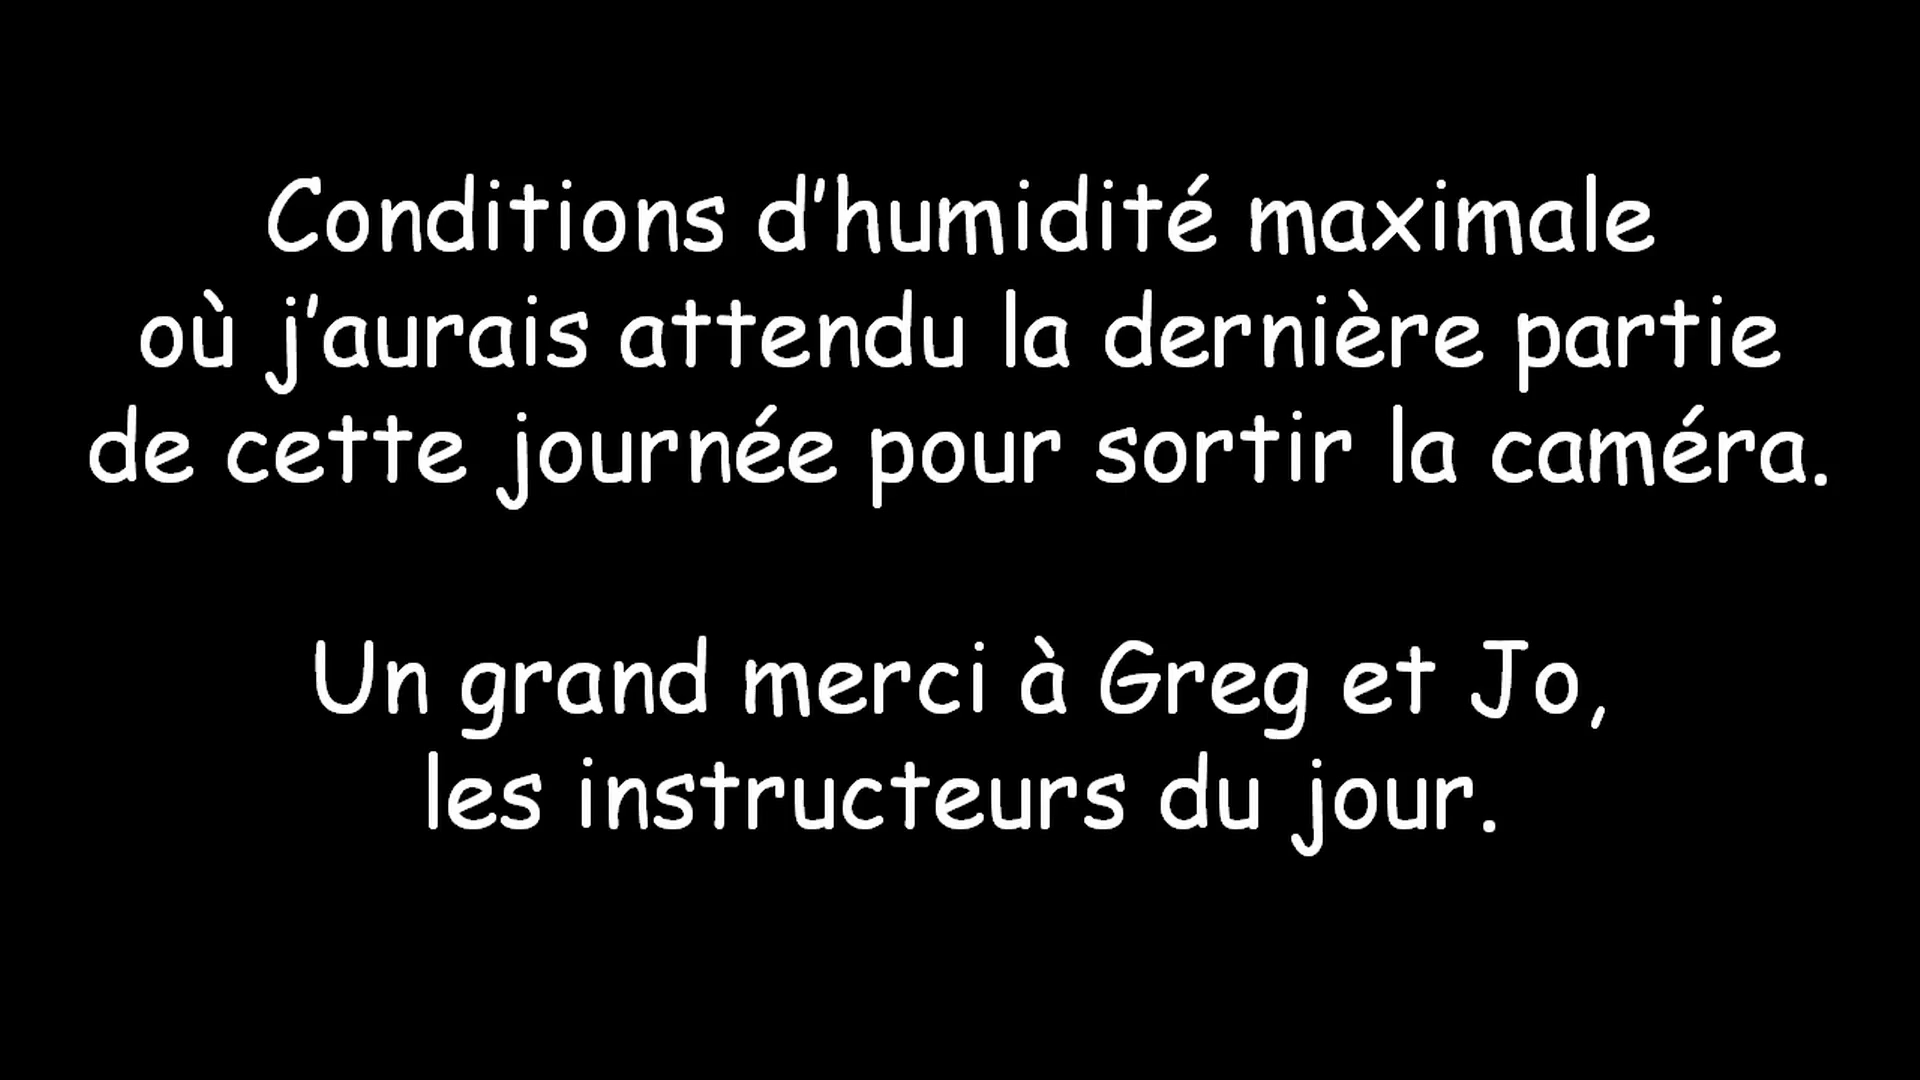 Conditions d’humidité maximale
où j’aurais attendu la dernière partie
de cette journée pour sortir la caméra.
Un grand merci à Greg et Jo,
les instructeurs du jour.